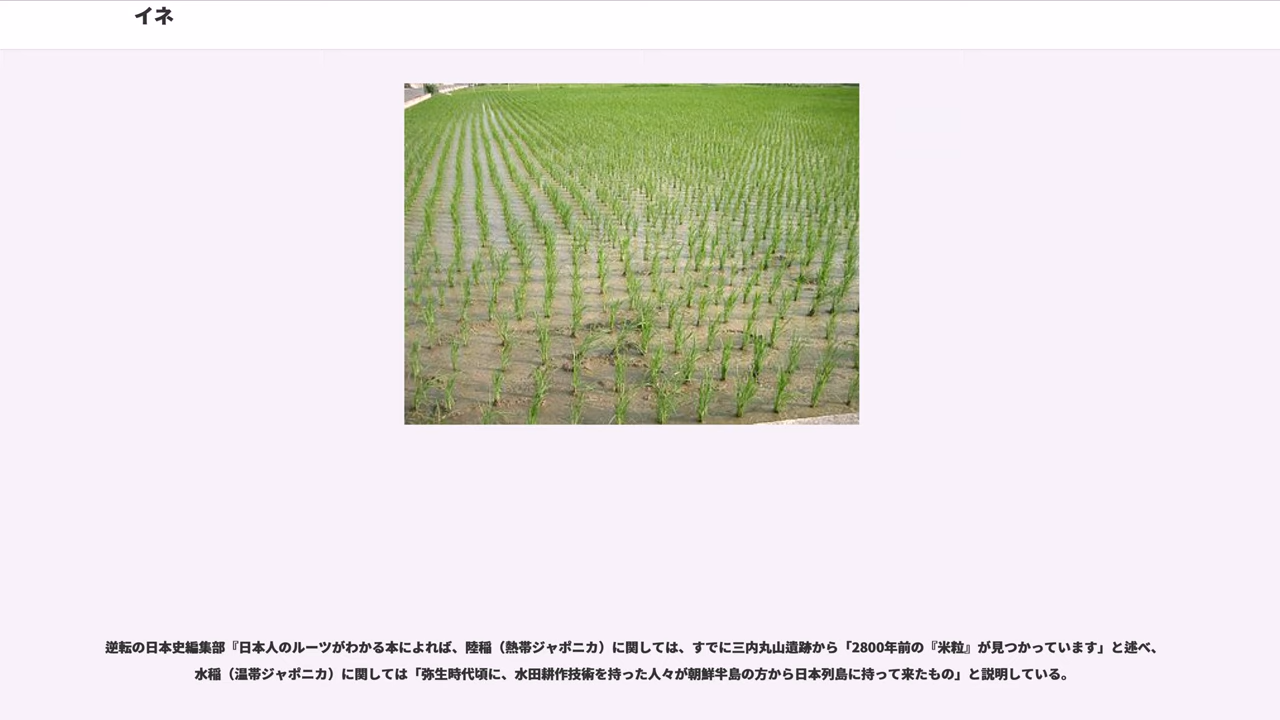 イネ
逆転の日本史編集部『日本人のルーツがわかる本によれば、陸稲（熱帯ジャポニカ）に関しては、すでに三内丸山遺跡から「2800年前の『米粒』が見つかっています」と述べ、
水稲（温帯ジャポニカ）に関しては「弥生時代頃に、水田耕作技術を持った人々が朝鮮半島の方から日本列島に持って来たもの」と説明している。